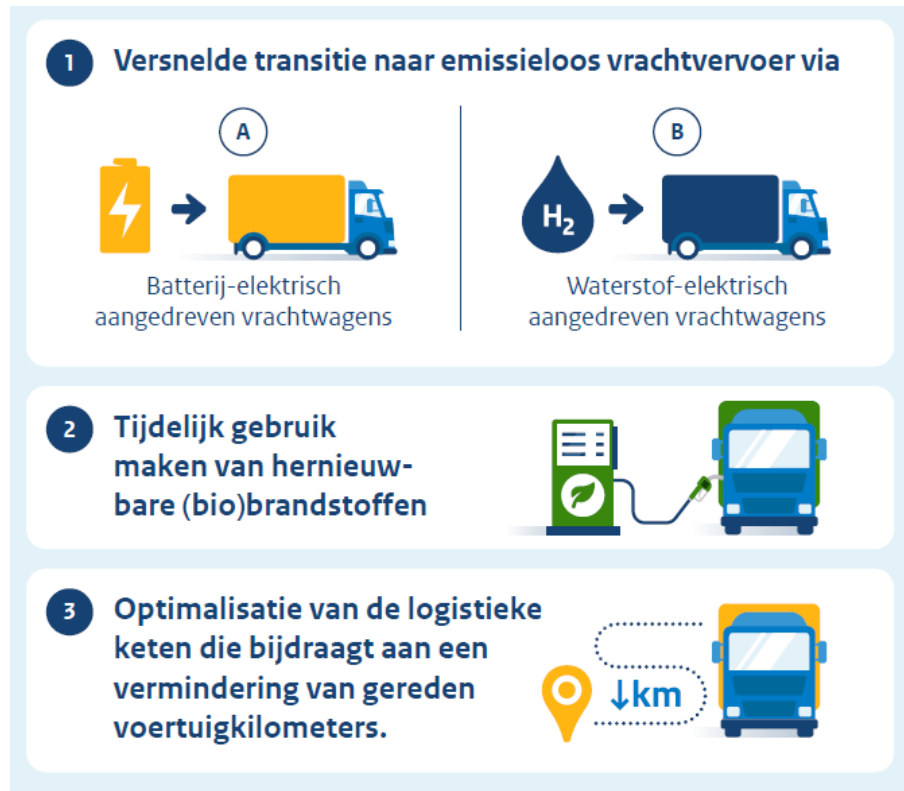 1 Versnelde transitie naar emissieloos vrachtvervoer via
A
Batterij-elektrisch
aangedreven vrachtwagens
B
H₂
Waterstof-elektrisch
aangedreven vrachtwagens
2 Tijdelijk gebruik
maken van hernieuw-
bare (bio)brandstoffen
3 Optimalisatie van de logistieke
keten die bijdraagt aan een
vermindering van gereden
voertuigkilometers.
↓km